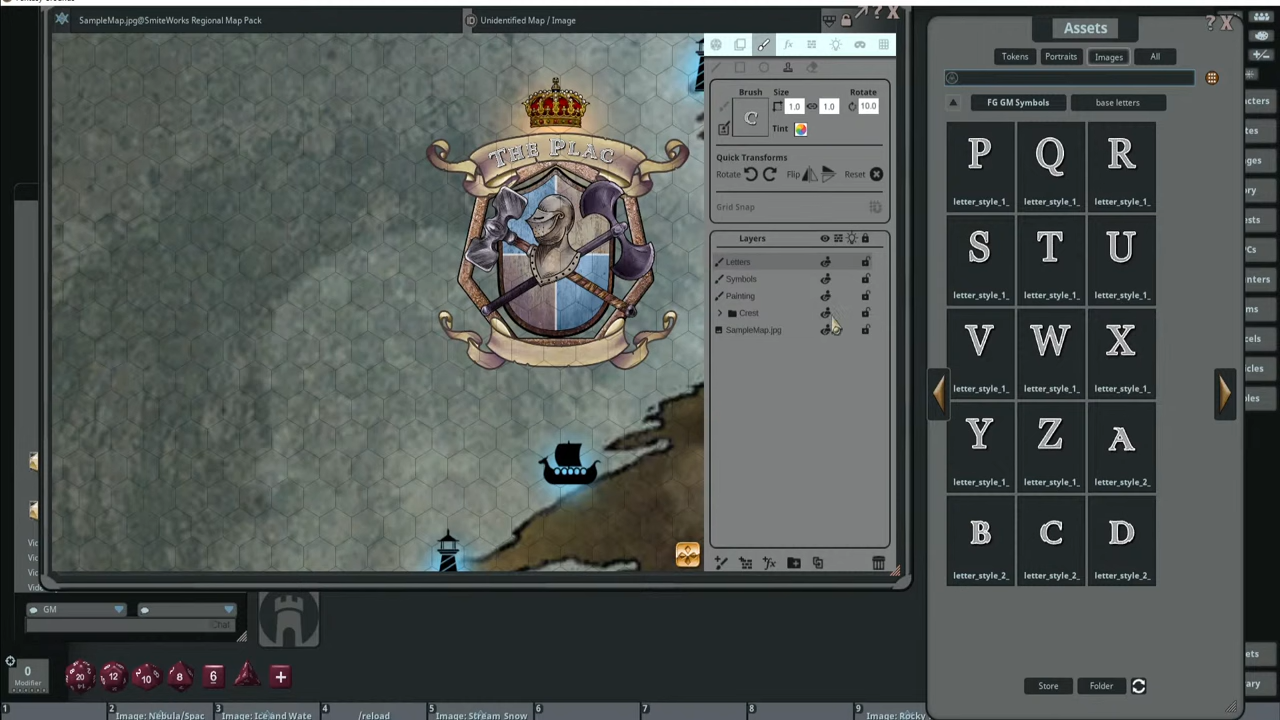 SampleMap.jpg@SmiteWorks Regional Map Pack
ID Unidentified Map / Image
? X
Assets
? X
Tokens
Portraits
Images
All
FG GM Symbols
base letters
Brush
Size
Rotate
C
1.0
1.0
10.0
Tint
Quick Transforms
Rotate
Flip
Reset
Grid Snap
Layers
Letters
Symbols
Painting
Crest
SampleMap.jpg
THE PLAC
P
Q
R
letter_style_1_
letter_style_1_
letter_style_1_
S
T
U
letter_style_1_
letter_style_1_
letter_style_1_
V
W
X
letter_style_1_
letter_style_1_
letter_style_1_
Y
Z
A
letter_style_1_
letter_style_1_
letter_style_2_
B
C
D
letter_style_2_
letter_style_2_
letter_style_2_
Store
Folder
GM
Chat
0
Modifier
20
12
10
8
6
+
1
2
3
4
5
6
7
8
9
Image: Nebula/Spac
Image: Ice and Wate
/reload
Image: Stream Snow
Image: Rocky